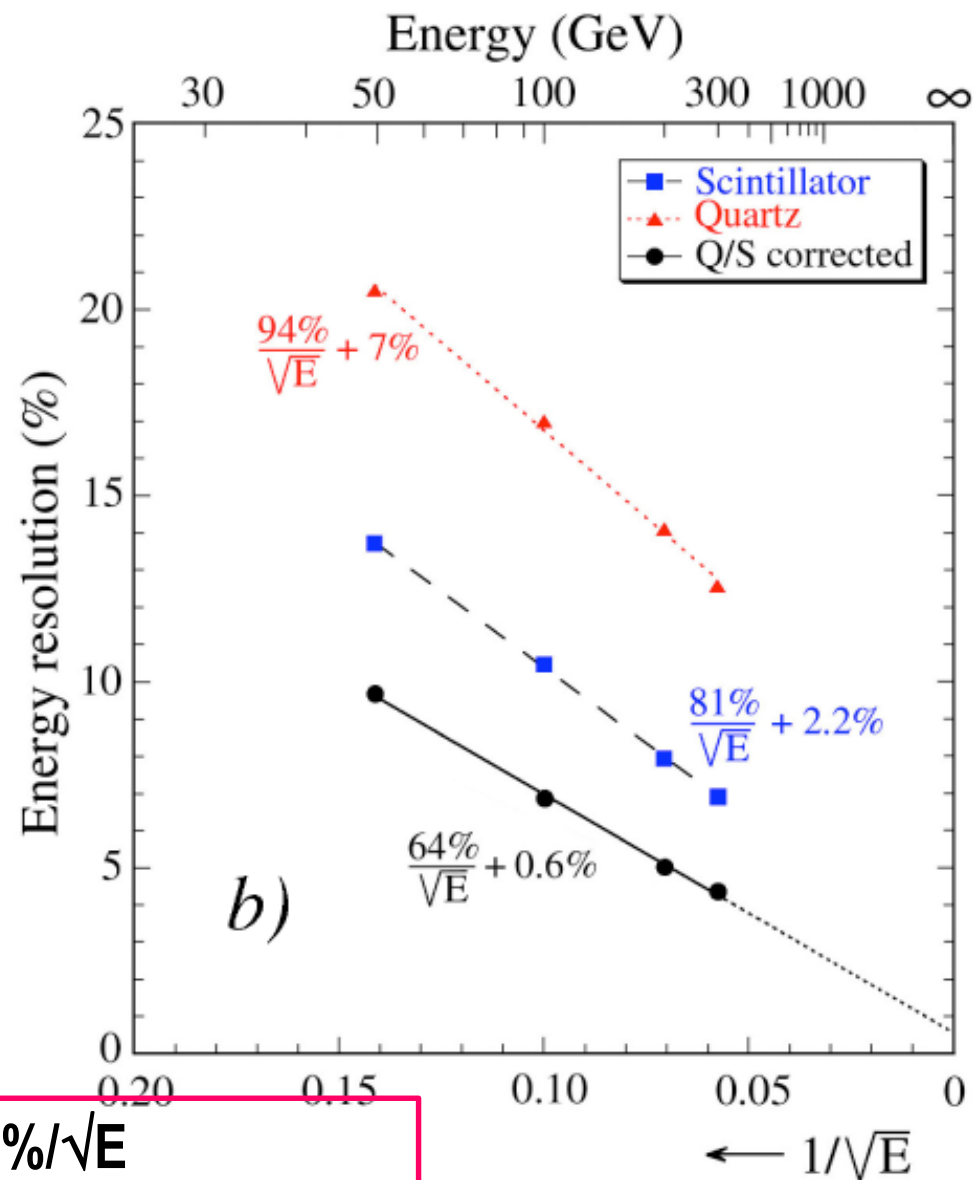 Energy (GeV)
30 50 100 300 1000 ∞
25
Scintillator
Quartz
Q/S corrected
20
94%/√E + 7%
15
Energy resolution (%)
10
81%/√E + 2.2%
64%/√E + 0.6%
5
b)
0
0.20 0.15 0.10 0.05 0
%/√E
← 1/√E